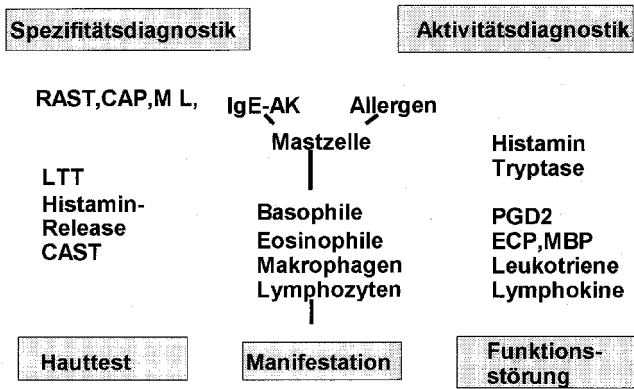 Spezifitätsdiagnostik
Aktivitätsdiagnostik
RAST,CAP,M L,
IgE-AK
Allergen
Mastzelle
Histamin
Tryptase
LTT
Histamin-
Release
CAST
Basophile
Eosinophile
Makrophagen
Lymphozyten
PGD2
ECP,MBP
Leukotriene
Lymphokine
Hauttest
Manifestation
Funktions-
störung